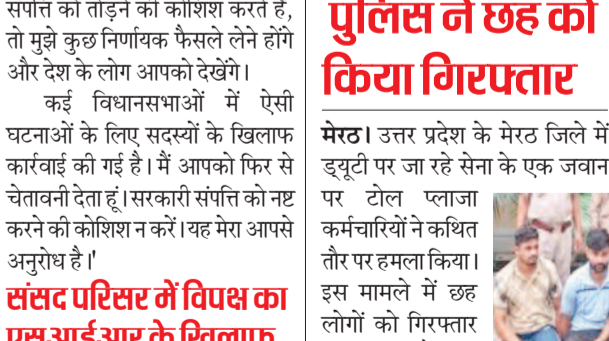 संपत्ति को तोड़ने की कोशिश करते हैं,
तो मुझे कुछ निर्णायक फैसले लेने होंगे
और देश के लोग आपको देखेंगे।
कई विधानसभाओं में ऐसी
घटनाओं के लिए सदस्यों के खिलाफ
कार्रवाई की गई है। मैं आपको फिर से
चेतावनी देता हूं। सरकारी संपत्ति को नष्ट
करने की कोशिश न करें। यह मेरा आपसे
अनुरोध है।'
संसद परिसर में विपक्ष का
एसआईआर के खिलाफ
पुलिस ने छह को
किया गिरफ्तार
मेरठ। उत्तर प्रदेश के मेरठ जिले में
ड्यूटी पर जा रहे सेना के एक जवान
पर टोल प्लाजा
कर्मचारियों ने कथित
तौर पर हमला किया।
इस मामले में छह
लोगों को गिरफ्तार